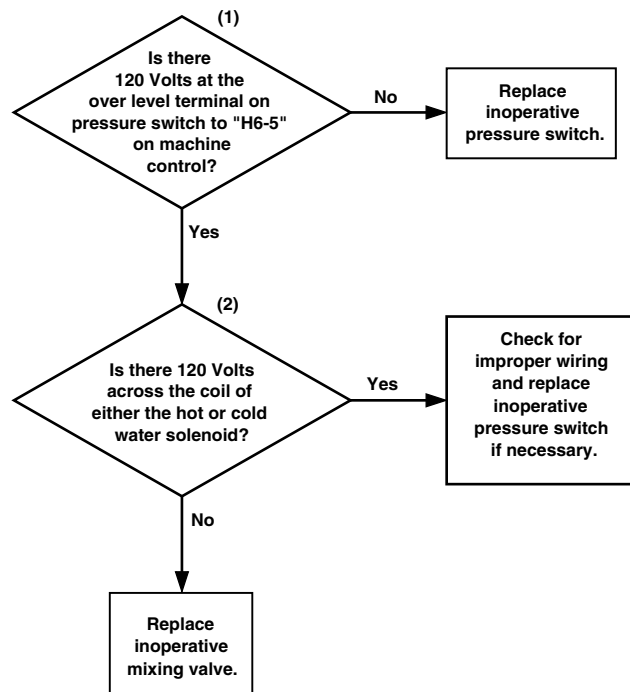 (1)
Is there
120 Volts at the
over level terminal on
pressure switch to "H6-5"
on machine
control?
No
Replace
inoperative
pressure switch.
Yes
(2)
Is there 120 Volts
across the coil of
either the hot or cold
water solenoid?
Yes
Check for
improper wiring
and replace
inoperative
pressure switch
if necessary.
No
Replace
inoperative
mixing valve.